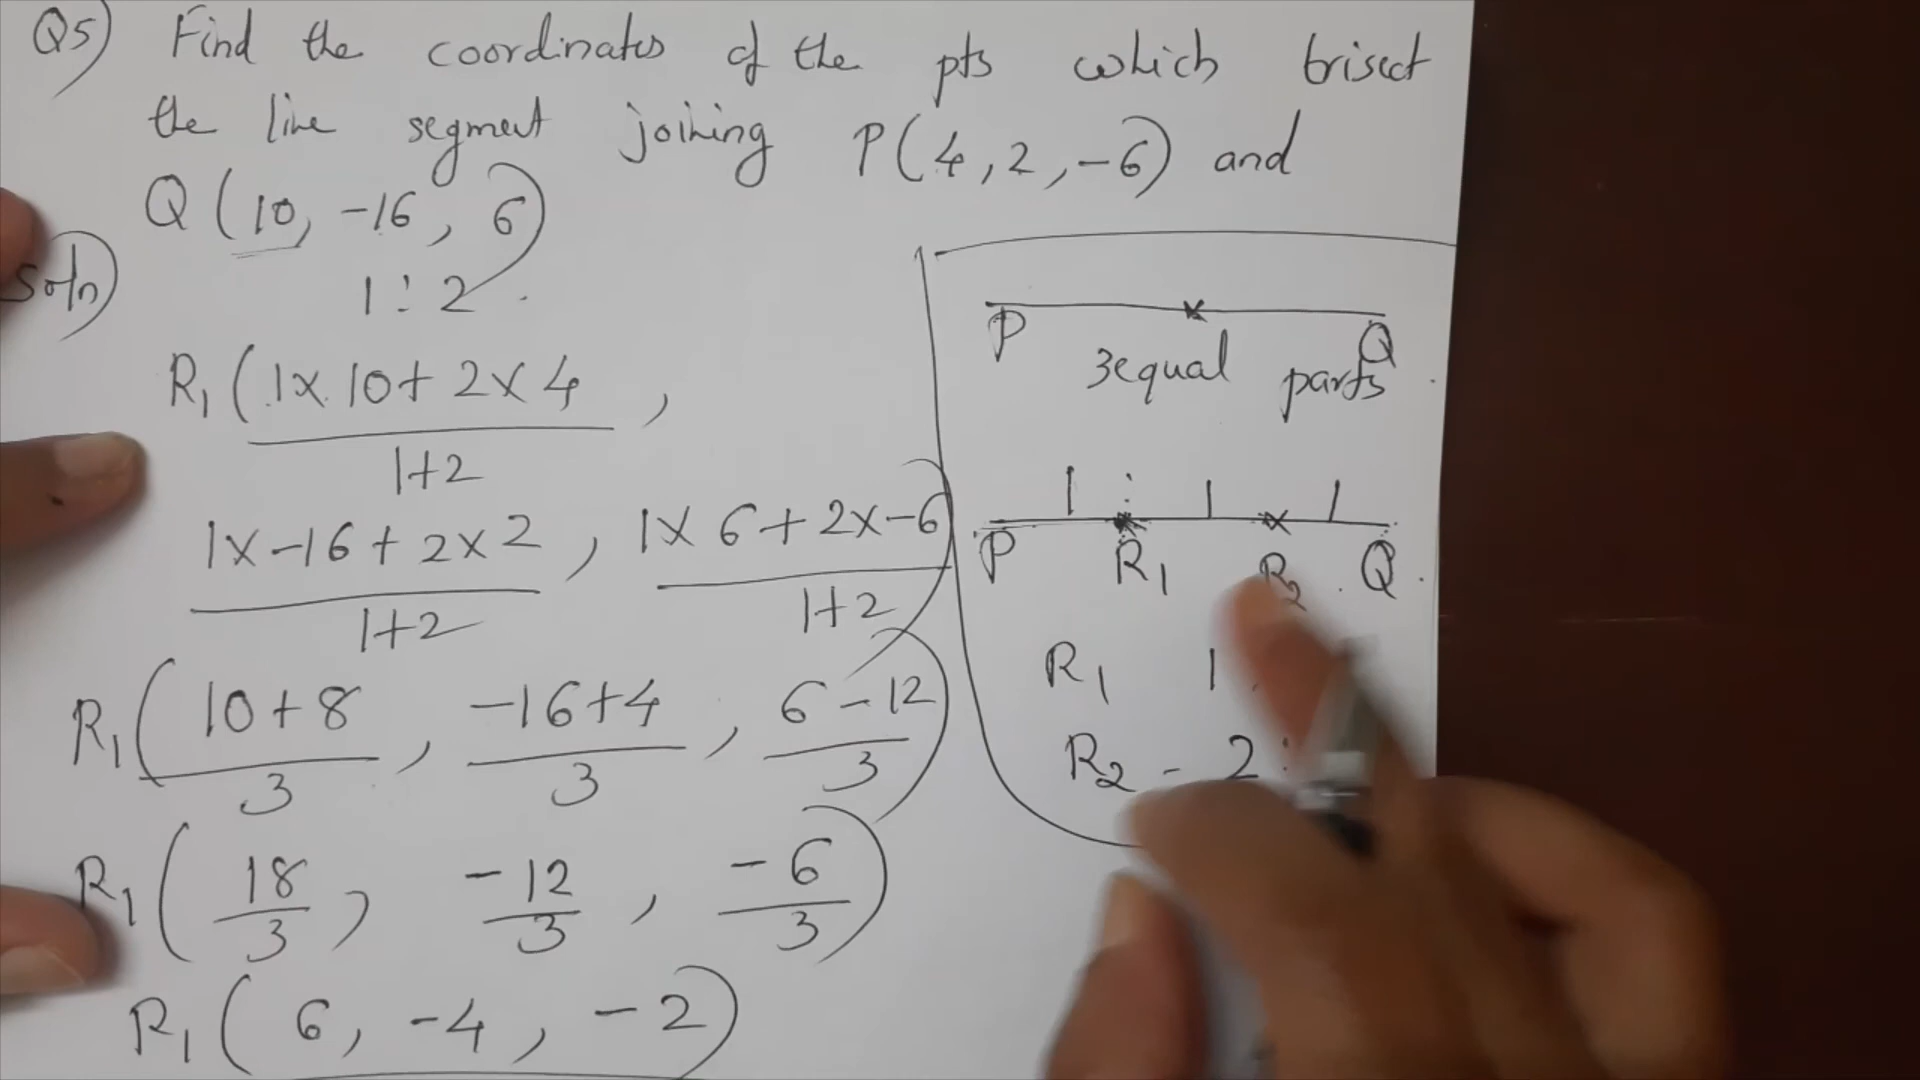 Q5) Find the coordinates of the pts which trisect
the line segment joining P(4,2,-6) and
Q(10, -16, 6)
Soln)
1:2
R1(1x10+2x4,
1+2
1x-16+2x2, 1x6+2x-6)
1+2 1+2
R1(10+8, -16+4, 6-12)
3 3 3
R1(18, -12, -6)
3 3 3
R1(6, -4, -2)
P Q
3equal parts
1 : 1 1
P R1 R2 Q
R1 1
R2 - 2: